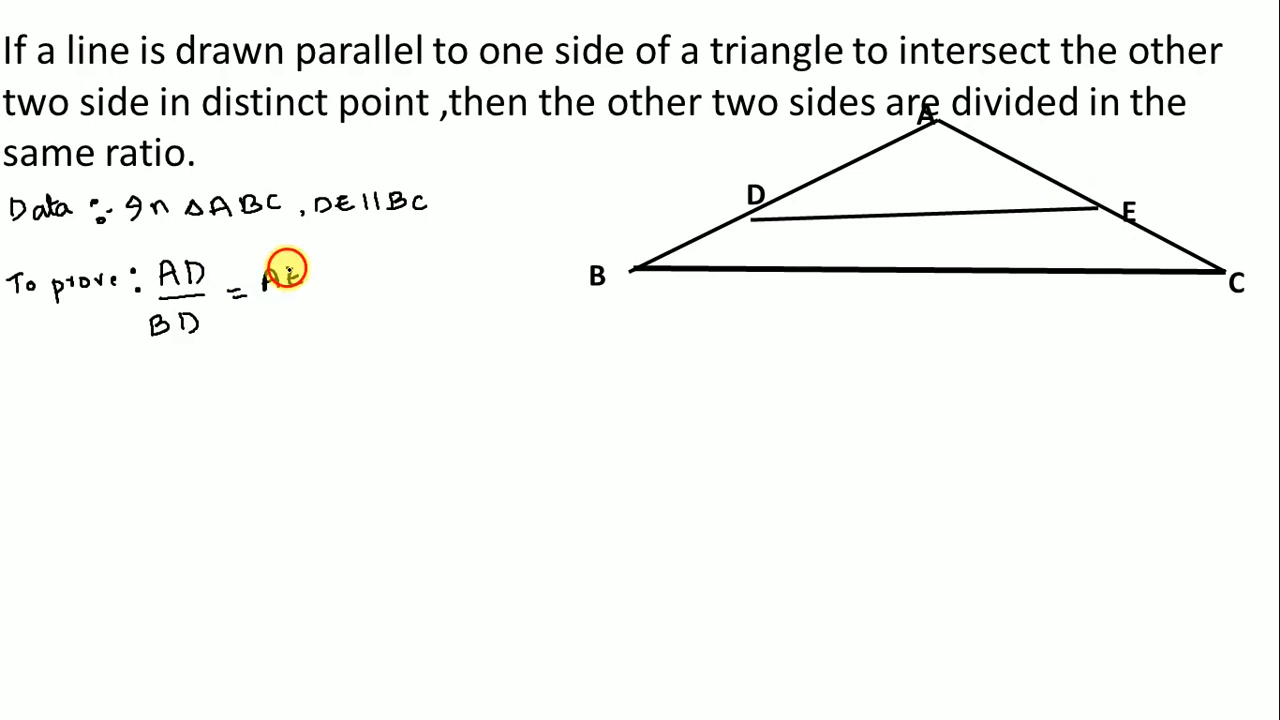 If a line is drawn parallel to one side of a triangle to intersect the other
two side in distinct point ,then the other two sides are divided in the
same ratio.
A
Data :- In ΔABC , DE||BC
D
E
To prove : AD = AE
BD
B
C